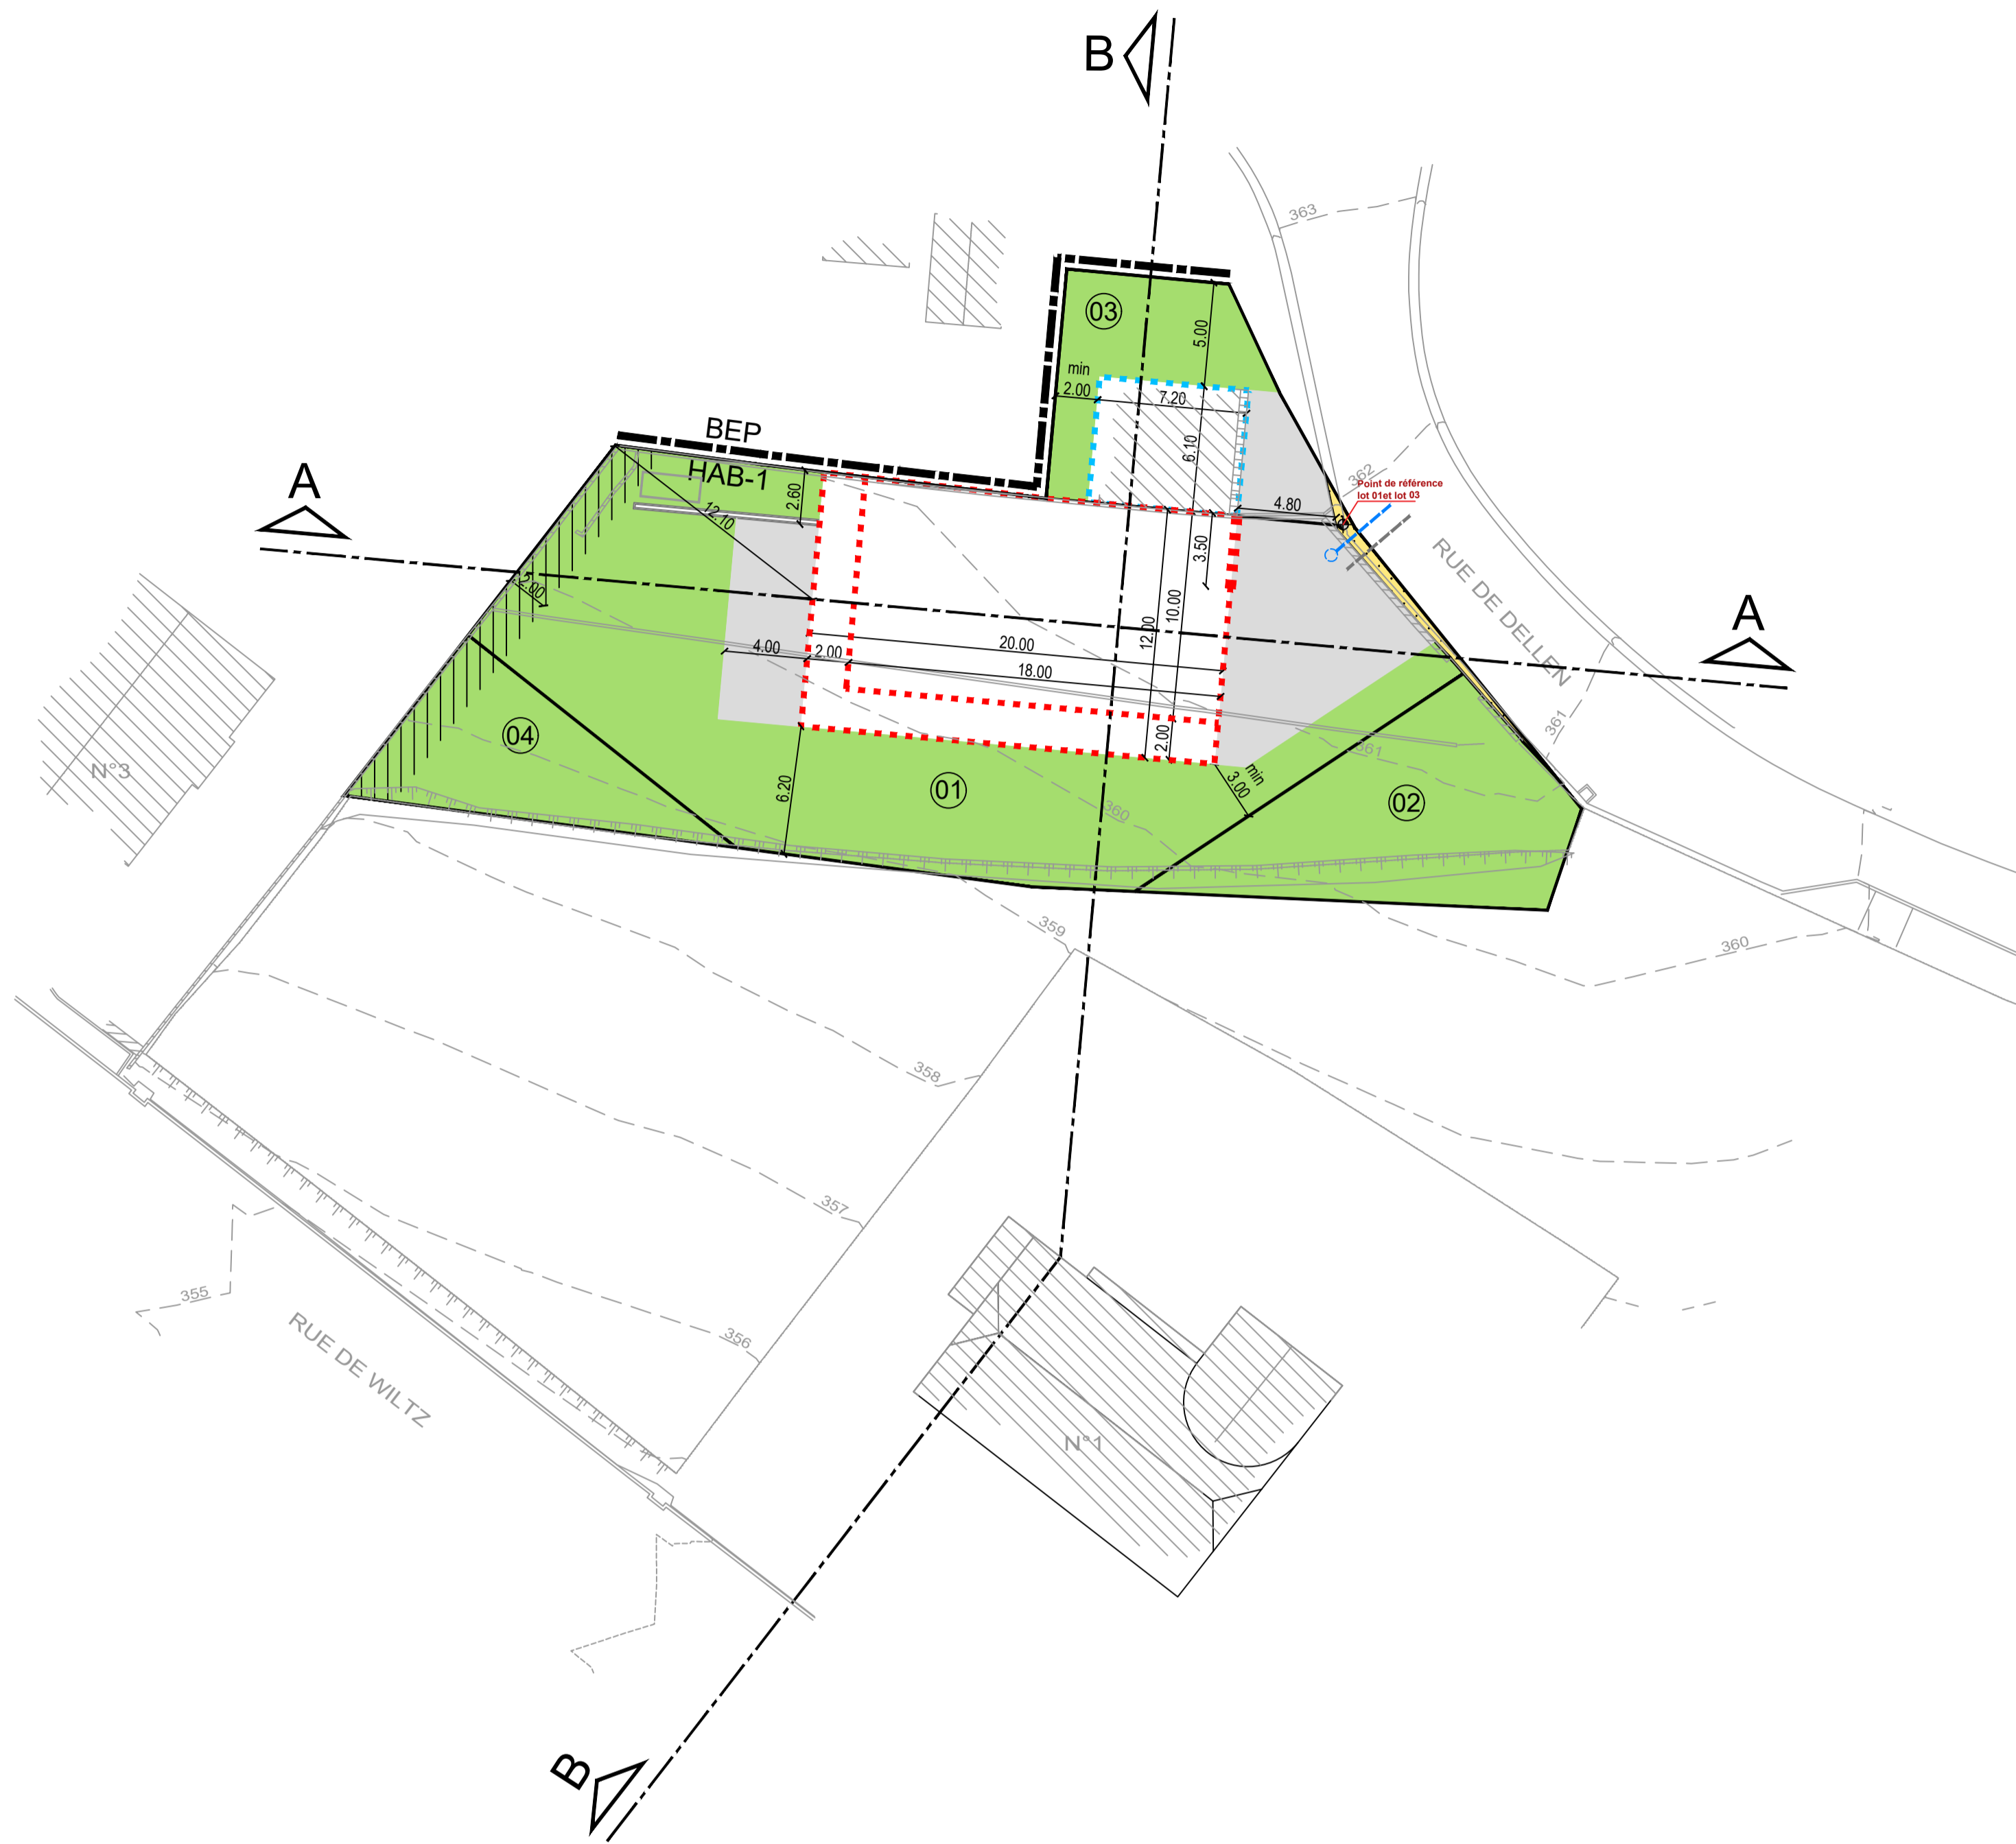 B
363
03
5.00
min
2.00
7.20
BEP
HAB-1
6.10
362
A
2.60
12.10
Point de référence
lot 01et lot 03
4.80
3.50
RUE DE DELLEN
2.00
10.00
12.00
A
20.00
4.00
2.00
18.00
04
2.00
361
361
N°3
min
3.00
6.20
01
02
360
359
360
358
357
355
356
RUE DE WILTZ
N°1
B